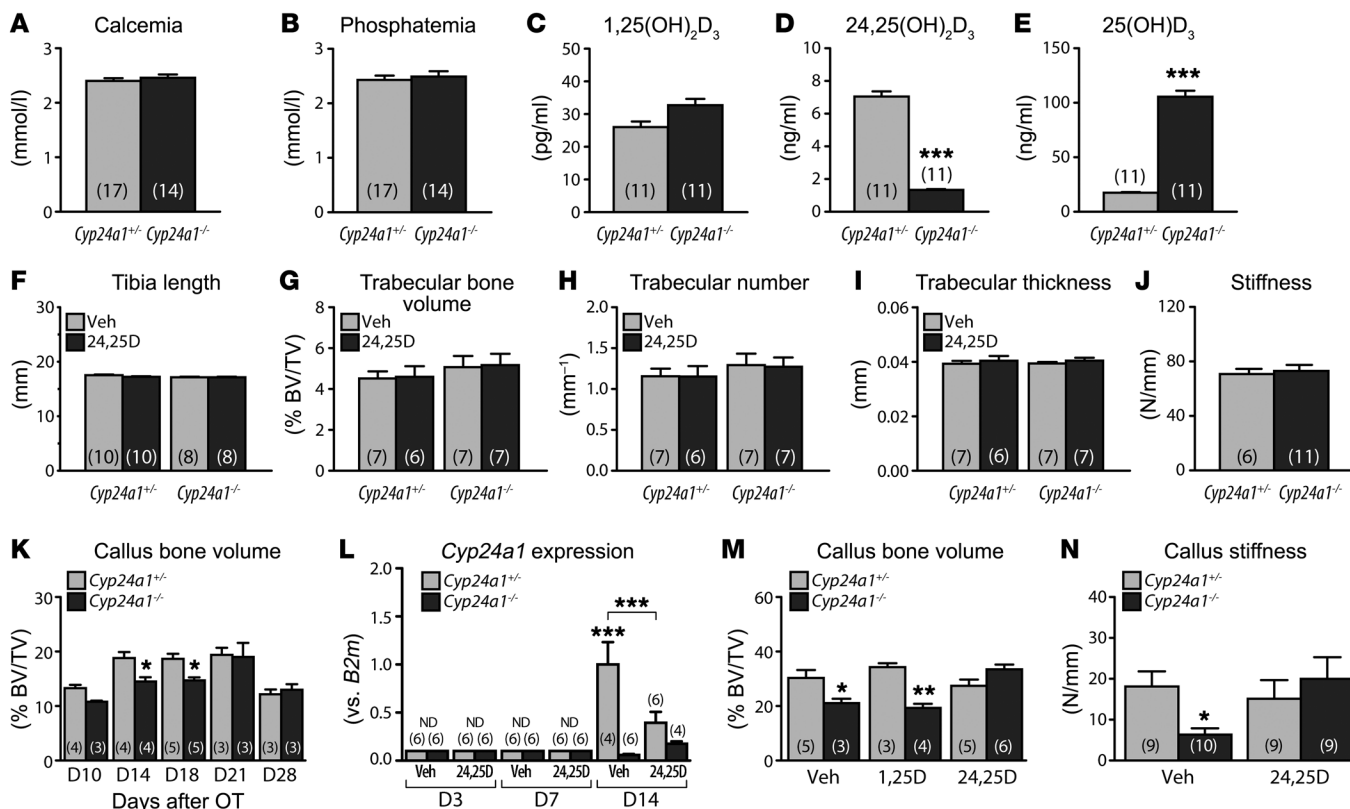 A Calcemia
(mmol/l)
3
2
1
0
(17) (14)
Cyp24a1+/- Cyp24a1-/-
B Phosphatemia
(mmol/l)
3
2
1
0
(17) (14)
Cyp24a1+/- Cyp24a1-/-
C 1,25(OH)2D3
(pg/ml)
50
40
30
20
10
0
(11) (11)
Cyp24a1+/- Cyp24a1-/-
D 24,25(OH)2D3
(ng/ml)
10
8
6
4
2
0
***
(11) (11)
Cyp24a1+/- Cyp24a1-/-
E 25(OH)D3
(ng/ml)
150
100
50
0
***
(11) (11)
Cyp24a1+/- Cyp24a1-/-
F Tibia length
Veh
24,25D
(mm)
30
20
10
0
(10) (10) (8) (8)
Cyp24a1+/- Cyp24a1-/-
G Trabecular bone
volume
Veh
24,25D
(% BV/TV)
8
6
4
2
0
(7) (6) (7) (7)
Cyp24a1+/- Cyp24a1-/-
H Trabecular number
Veh
24,25D
(mm−1)
2.0
1.5
1.0
0.5
0.0
(7) (6) (7) (7)
Cyp24a1+/- Cyp24a1-/-
I Trabecular thickness
Veh
24,25D
(mm)
0.06
0.04
0.02
0.00
(7) (6) (7) (7)
Cyp24a1+/- Cyp24a1-/-
J Stiffness
(N/mm)
120
80
40
0
(6) (11)
Cyp24a1+/- Cyp24a1-/-
K Callus bone volume
Cyp24a1+/-
Cyp24a1-/-
(% BV/TV)
30
20
10
0
* *
(4) (3) (4) (4) (5) (5) (3) (3) (3) (3)
D10 D14 D18 D21 D28
Days after OT
L Cyp24a1 expression
Cyp24a1+/-
Cyp24a1-/-
(vs. B2m)
2.0
1.5
1.0
0.5
0.0
***
***
ND ND ND ND
(6) (6) (6) (6) (6) (6) (6) (6) (4) (6) (6) (4)
Veh 24,25D Veh 24,25D Veh 24,25D
D3 D7 D14
M Callus bone volume
Cyp24a1+/-
Cyp24a1-/-
(% BV/TV)
60
40
20
0
* **
(5) (3) (3) (4) (5) (6)
Veh 1,25D 24,25D
N Callus stiffness
Cyp24a1+/-
Cyp24a1-/-
(N/mm)
40
30
20
10
0
*
(9) (10) (9) (9)
Veh 24,25D